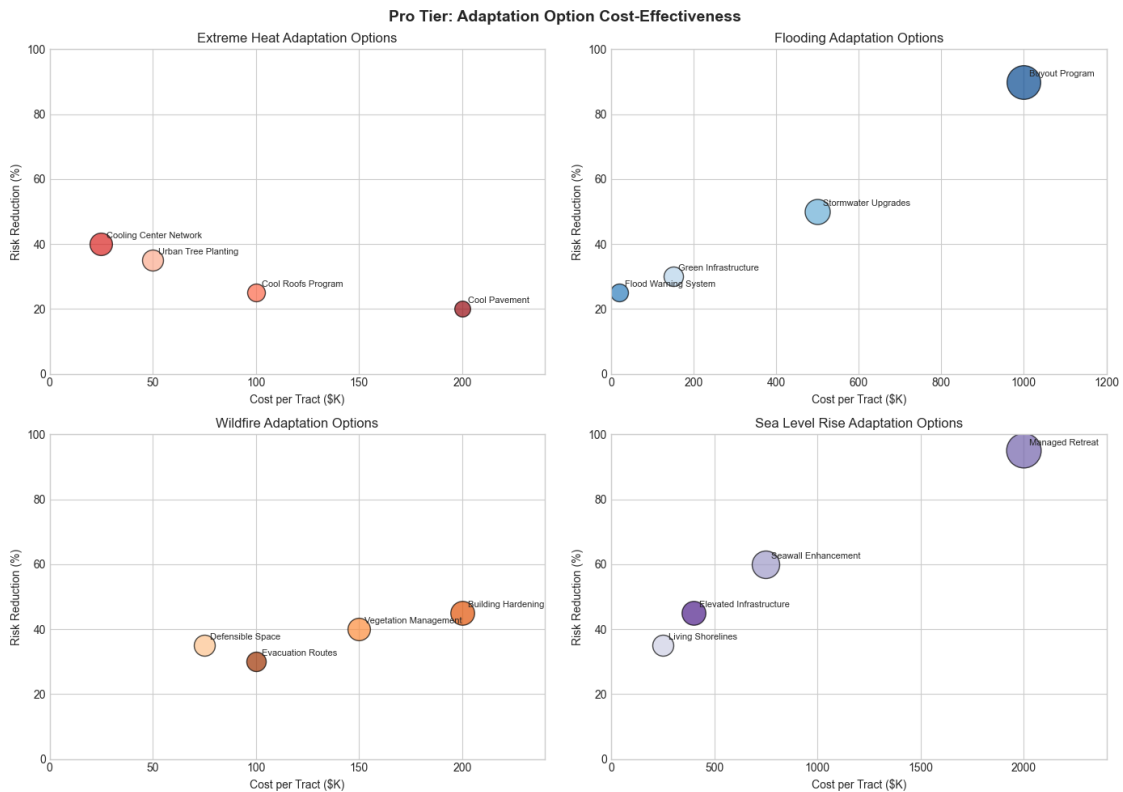 Pro Tier: Adaptation Option Cost-Effectiveness
Extreme Heat Adaptation Options
100
80
60
40
20
0
Risk Reduction (%)
Cooling Center Network
Urban Tree Planting
Cool Roofs Program
Cool Pavement
0 50 100 150 200
Cost per Tract ($K)
Flooding Adaptation Options
100
80
60
40
20
0
Risk Reduction (%)
Buyout Program
Stormwater Upgrades
Green Infrastructure
Flood Warning System
0 200 400 600 800 1000 1200
Cost per Tract ($K)
Wildfire Adaptation Options
100
80
60
40
20
0
Risk Reduction (%)
Building Hardening
Vegetation Management
Defensible Space
Evacuation Routes
0 50 100 150 200
Cost per Tract ($K)
Sea Level Rise Adaptation Options
100
80
60
40
20
0
Risk Reduction (%)
Managed Retreat
Seawall Enhancement
Elevated Infrastructure
Living Shorelines
0 500 1000 1500 2000
Cost per Tract ($K)